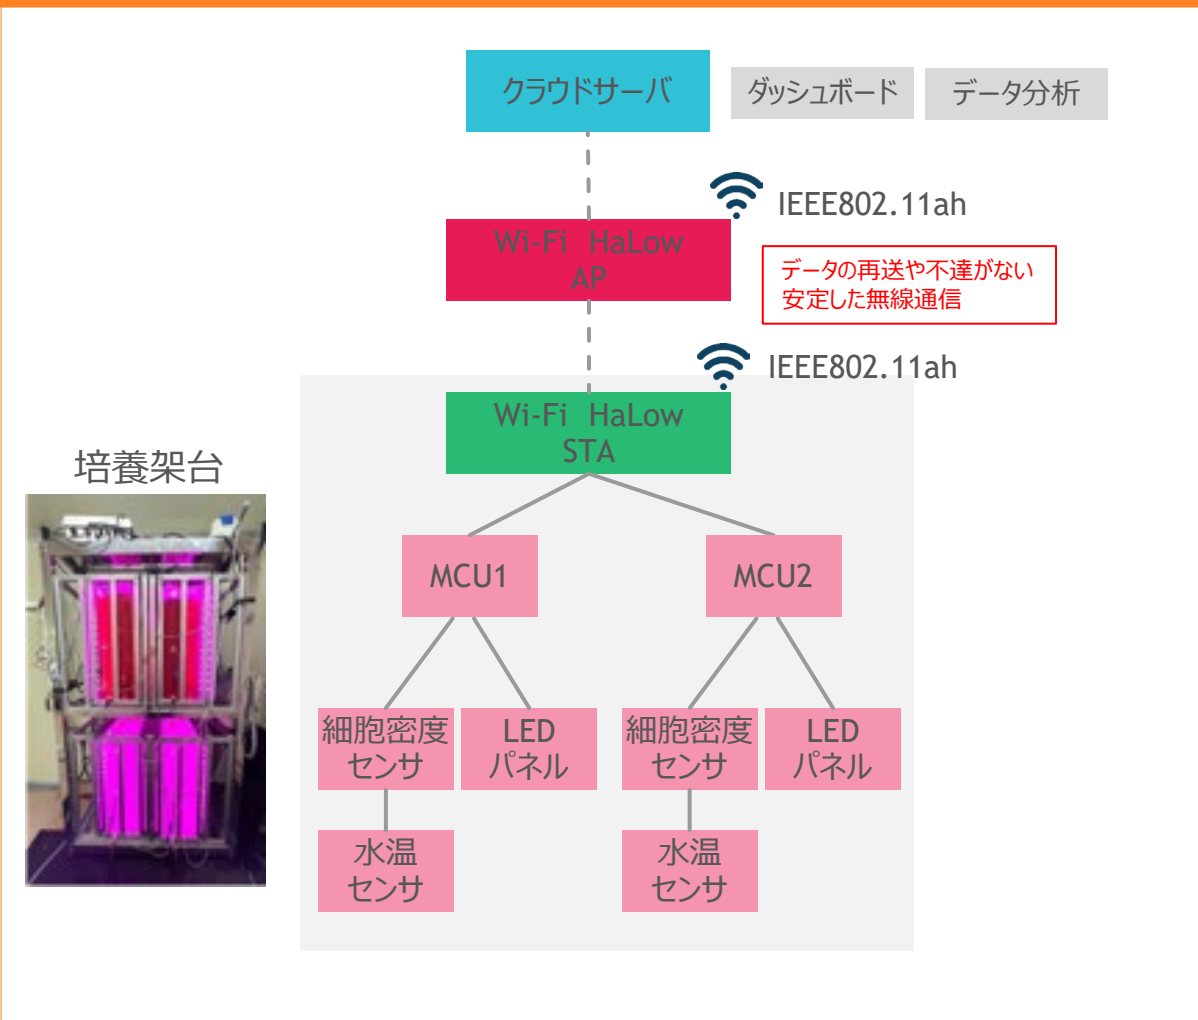 クラウドサーバ
ダッシュボード
データ分析
IEEE802.11ah
Wi-Fi HaLow
AP
データの再送や不達がない
安定した無線通信
IEEE802.11ah
Wi-Fi HaLow
STA
培養架台
MCU1
MCU2
細胞密度
センサ
LED
パネル
細胞密度
センサ
LED
パネル
水温
センサ
水温
センサ